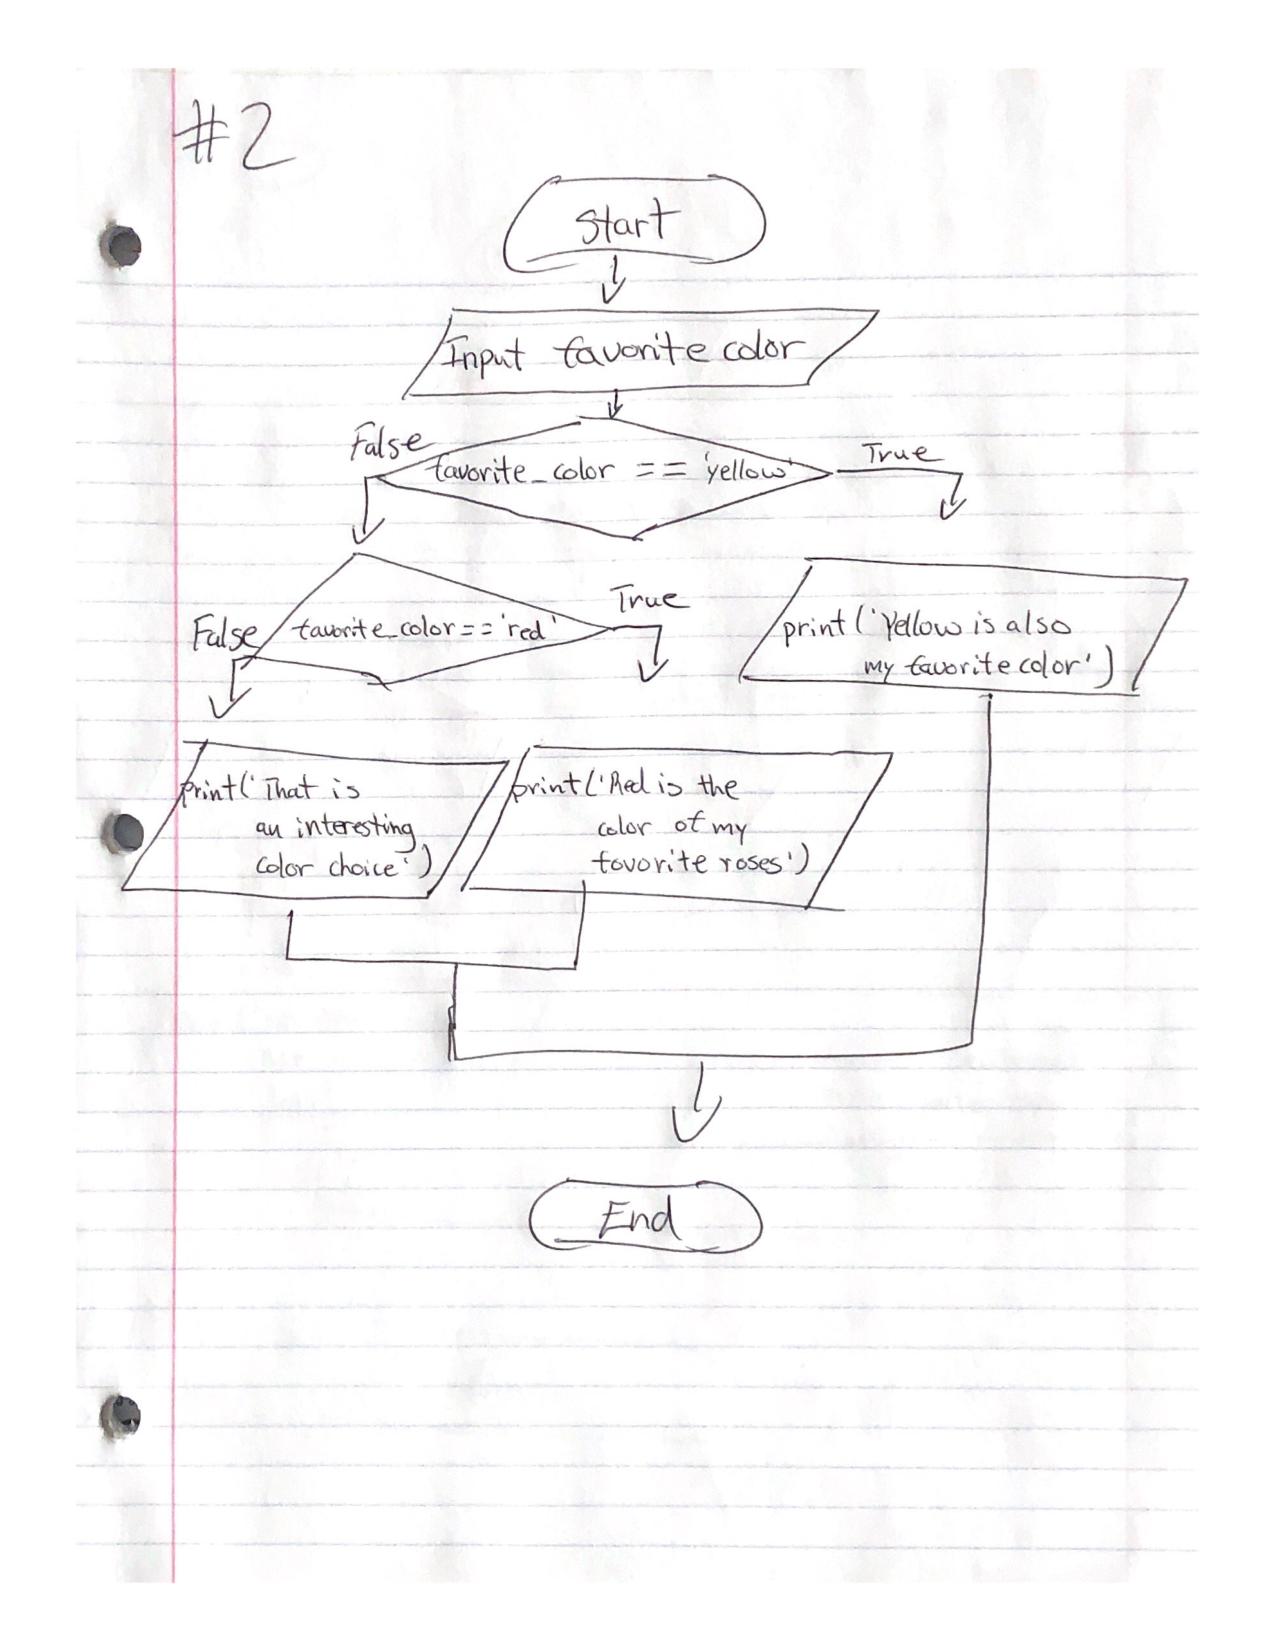 #2
Start
Input favorite color
False
favorite_color == 'yellow'
True
False
favorite_color == 'red'
True
print('Yellow is also
my favorite color')
print('That is
an interesting
color choice')
print('Red is the
color of my
favorite roses')
End